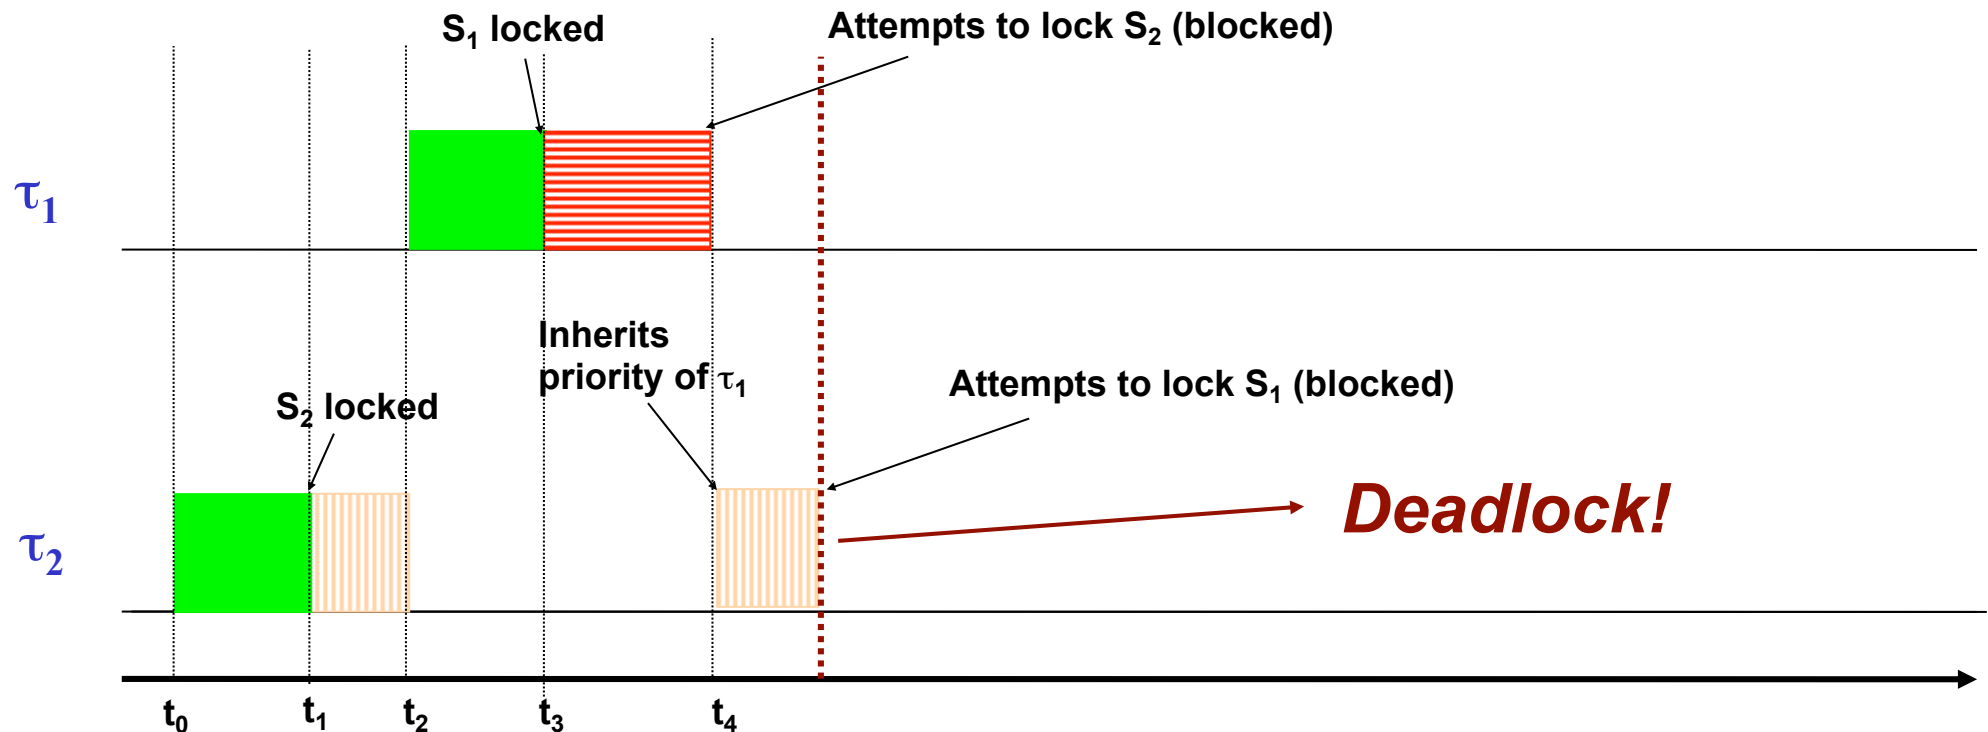 S₁ locked
Attempts to lock S₂ (blocked)
τ₁
Inherits
priority of τ₁
Attempts to lock S₁ (blocked)
S₂ locked
Deadlock!
τ₂
t₀ t₁ t₂ t₃ t₄